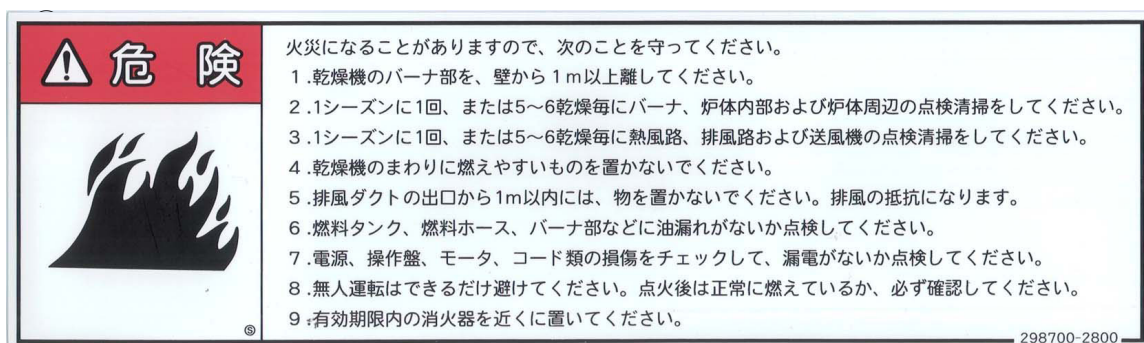 危険
火災になることがありますので、次のことを守ってください。
1.乾燥機のバーナ部を、壁から1m以上離してください。
2.1シーズンに1回、または5~6乾燥毎にバーナ、炉体内部および炉体周辺の点検清掃をしてください。
3.1シーズンに1回、または5~6乾燥毎に熱風路、排風路および送風機の点検清掃をしてください。
4.乾燥機のまわりに燃えやすいものを置かないでください。
5.排風ダクトの出口から1m以内には、物を置かないでください。排風の抵抗になります。
6.燃料タンク、燃料ホース、バーナ部などに油漏れがないか点検してください。
7.電源、操作盤、モータ、コード類の損傷をチェックして、漏電がないか点検してください。
8.無人運転はできるだけ避けてください。点火後は正常に燃えているか、必ず確認してください。
9.有効期限内の消火器を近くに置いてください。
Ⓢ
298700-2800